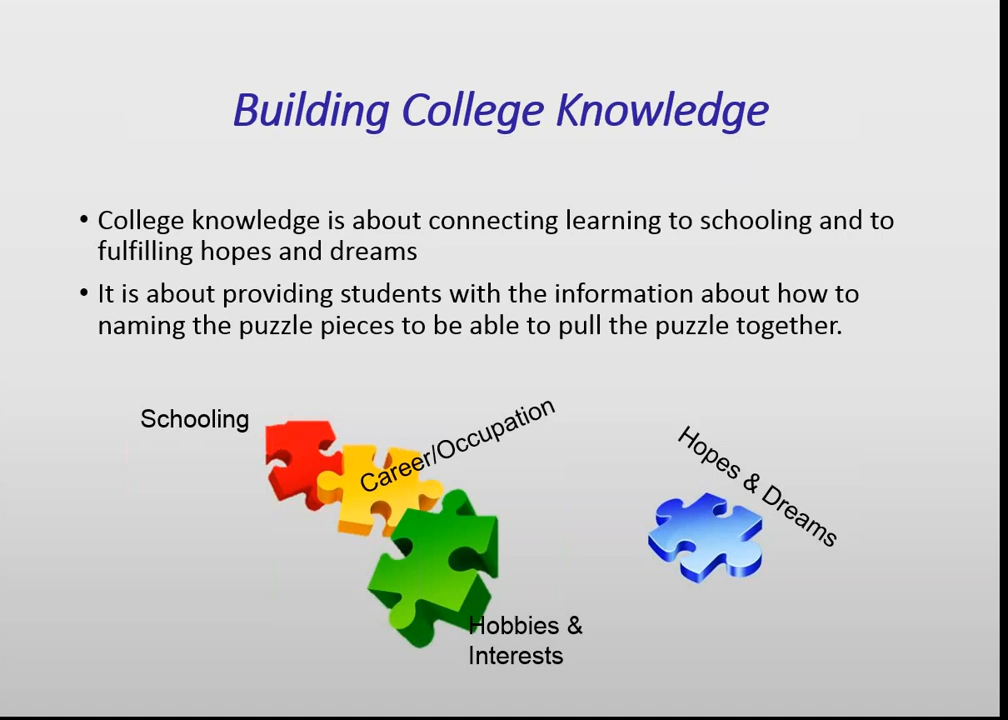 Building College Knowledge
• College knowledge is about connecting learning to schooling and to
fulfilling hopes and dreams
• It is about providing students with the information about how to
naming the puzzle pieces to be able to pull the puzzle together.
Schooling
Career/Occupation
Hopes & Dreams
Hobbies &
Interests